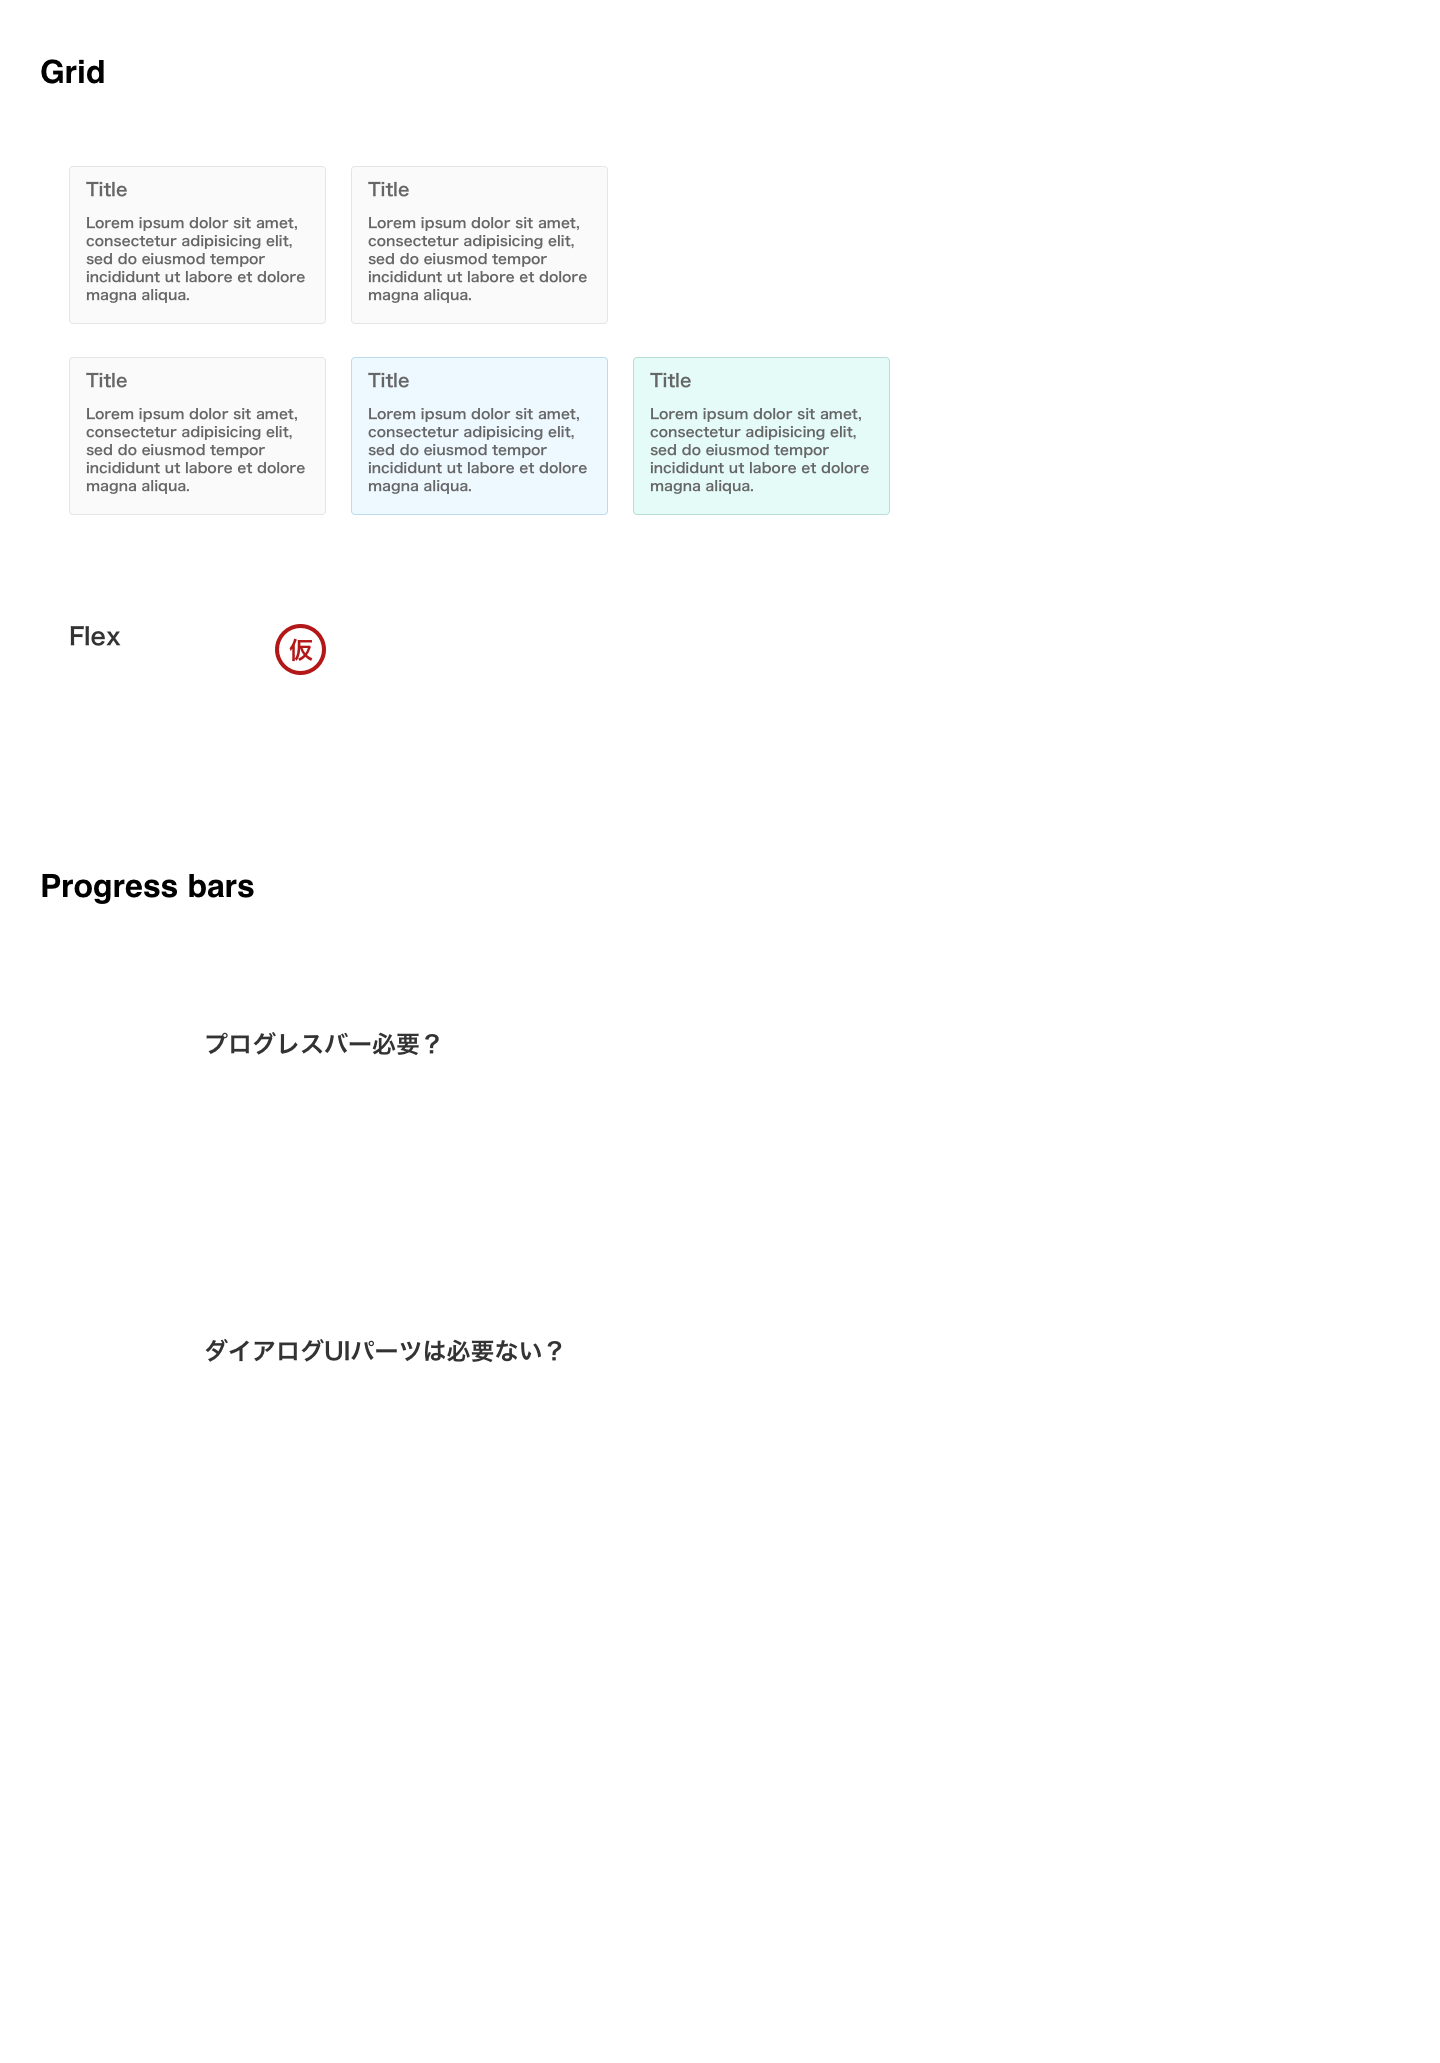 Grid
Title
Lorem ipsum dolor sit amet,
consectetur adipisicing elit,
sed do eiusmod tempor
incididunt ut labore et dolore
magna aliqua.
Title
Lorem ipsum dolor sit amet,
consectetur adipisicing elit,
sed do eiusmod tempor
incididunt ut labore et dolore
magna aliqua.
Title
Lorem ipsum dolor sit amet,
consectetur adipisicing elit,
sed do eiusmod tempor
incididunt ut labore et dolore
magna aliqua.
Title
Lorem ipsum dolor sit amet,
consectetur adipisicing elit,
sed do eiusmod tempor
incididunt ut labore et dolore
magna aliqua.
Title
Lorem ipsum dolor sit amet,
consectetur adipisicing elit,
sed do eiusmod tempor
incididunt ut labore et dolore
magna aliqua.
Flex
仮
Progress bars
プログレスバー必要？
ダイアログUIパーツは必要ない？